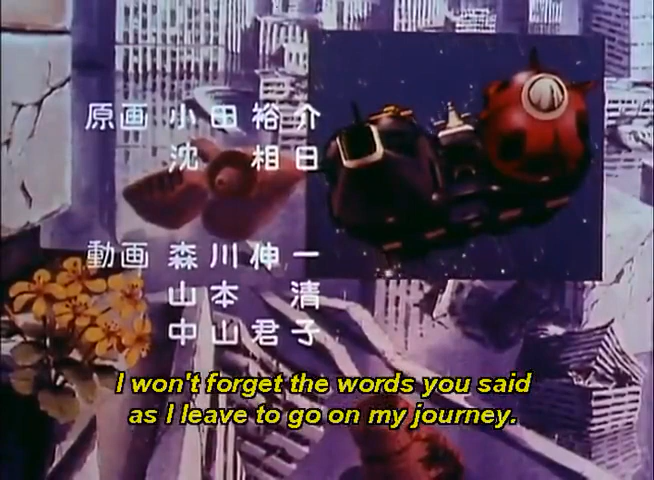 原画 小田裕介
沈 相日
動画 森川伸一
山本 清
中山君子
I won't forget the words you said
as I leave to go on my journey.